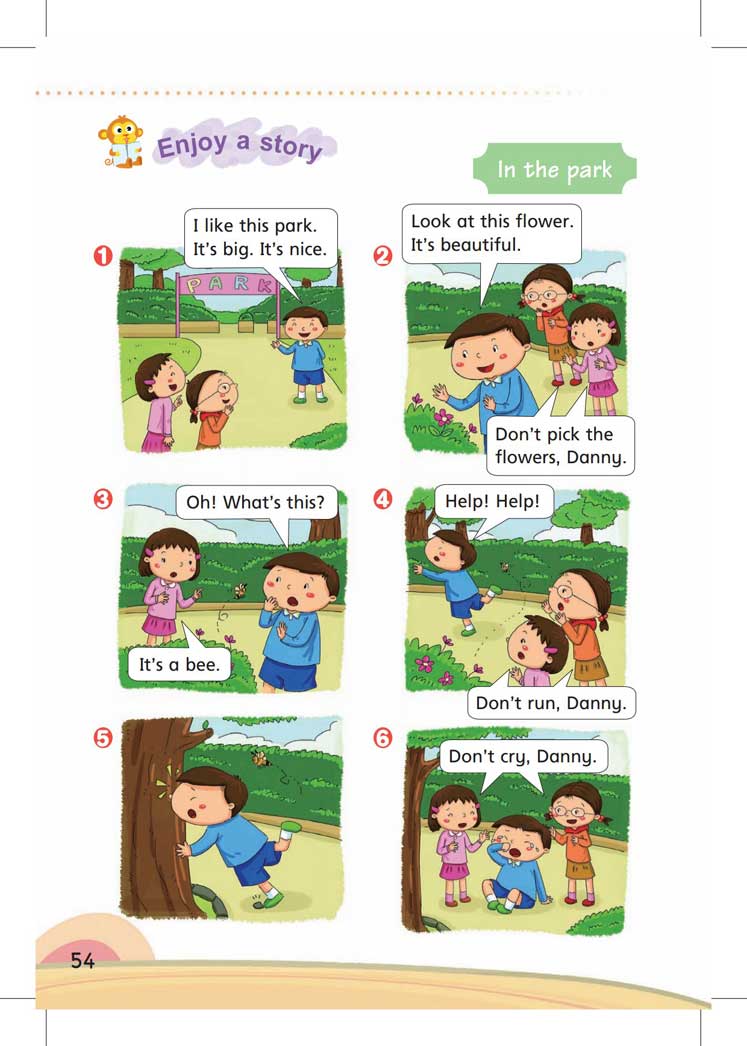 Enjoy a story
In the park
1
I like this park.
It's big. It's nice.
PARK
2
Look at this flower.
It's beautiful.
Don't pick the
flowers, Danny.
3
Oh! What's this?
It's a bee.
4
Help! Help!
Don't run, Danny.
5
6
Don't cry, Danny.
54